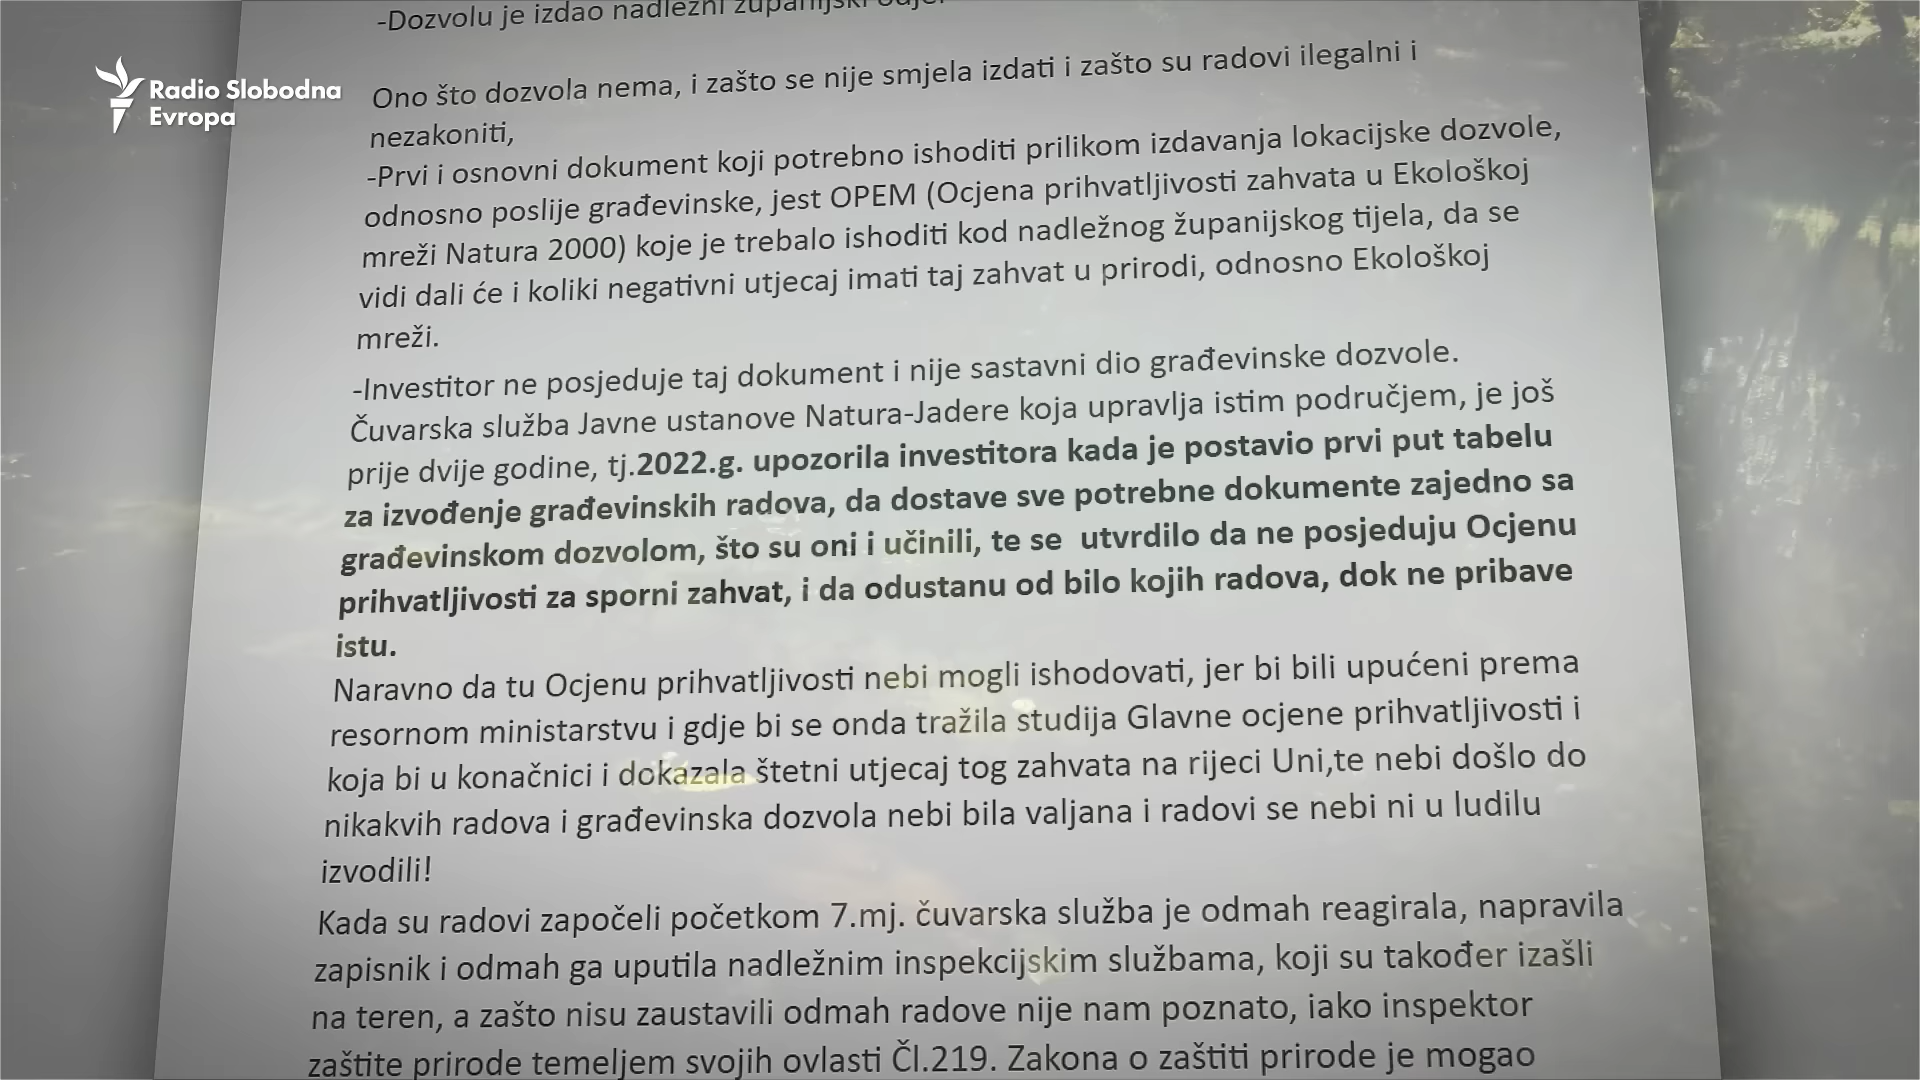 -Dozvolu je izdao nadležni županijski
Radio Slobodna
Evropa
Ono što dozvola nema, i zašto se nije smjela izdati i zašto su radovi ilegalni i
nezakoniti,
-Prvi i osnovni dokument koji potrebno ishoditi prilikom izdavanja lokacijske dozvole,
odnosno poslije građevinske, jest OPEM (Ocjena prihvatljivosti zahvata u Ekološkoj
mreži Natura 2000) koje je trebalo ishoditi kod nadležnog županijskog tijela, da se
vidi dali će i koliki negativni utjecaj imati taj zahvat u prirodi, odnosno Ekološkoj
mreži.
-Investitor ne posjeduje taj dokument i nije sastavni dio građevinske dozvole.
Čuvarska služba Javne ustanove Natura-Jadere koja upravlja istim područjem, je još
prije dvije godine, tj.2022.g. upozorila investitora kada je postavio prvi put tabelu
za izvođenje građevinskih radova, da dostave sve potrebne dokumente zajedno sa
građevinskom dozvolom, što su oni i učinili, te se  utvrdilo da ne posjeduju Ocjenu
prihvatljivosti za sporni zahvat, i da odustanu od bilo kojih radova, dok ne pribave
istu.
Naravno da tu Ocjenu prihvatljivosti nebi mogli ishodovati, jer bi bili upućeni prema
resornom ministarstvu i gdje bi se onda tražila studija Glavne ocjene prihvatljivosti i
koja bi u konačnici i dokazala štetni utjecaj tog zahvata na rijeci Uni,te nebi došlo do
nikakvih radova i građevinska dozvola nebi bila valjana i radovi se nebi ni u ludilu
izvodili!
Kada su radovi započeli početkom 7.mj. čuvarska služba je odmah reagirala, napravila
zapisnik i odmah ga uputila nadležnim inspekcijskim službama, koji su također izašli
na teren, a zašto nisu zaustavili odmah radove nije nam poznato, iako inspektor
zaštite prirode temeljem svojih ovlasti Čl.219. Zakona o zaštiti prirode je mogao